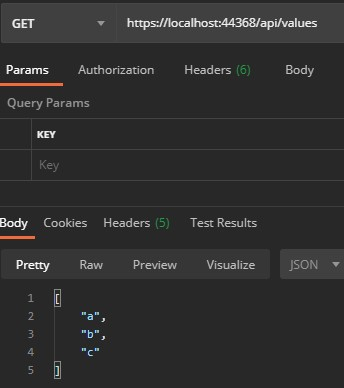 GET https://localhost:44368/api/values
Params Authorization Headers (6) Body
Query Params
KEY
Key
Body Cookies Headers (5) Test Results
Pretty Raw Preview Visualize JSON
1 [
2 "a",
3 "b",
4 "c"
5 ]